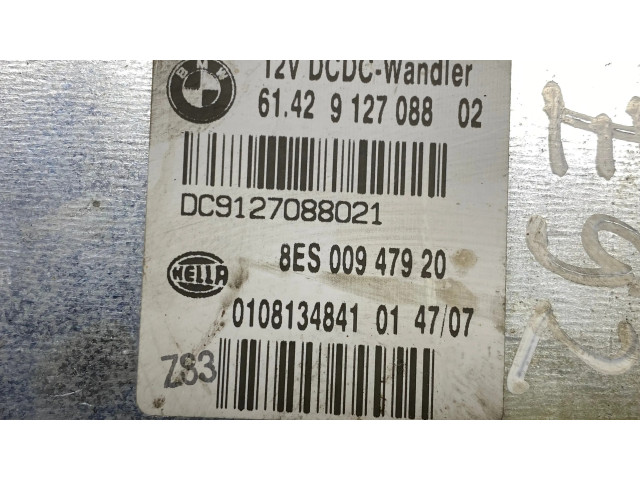 BMW
12V DCDC-Wandler
61.42 9 127 088 02
DC9127088021
HELLA
8ES 009 479 20
0108134841 01 47/07
ZS3